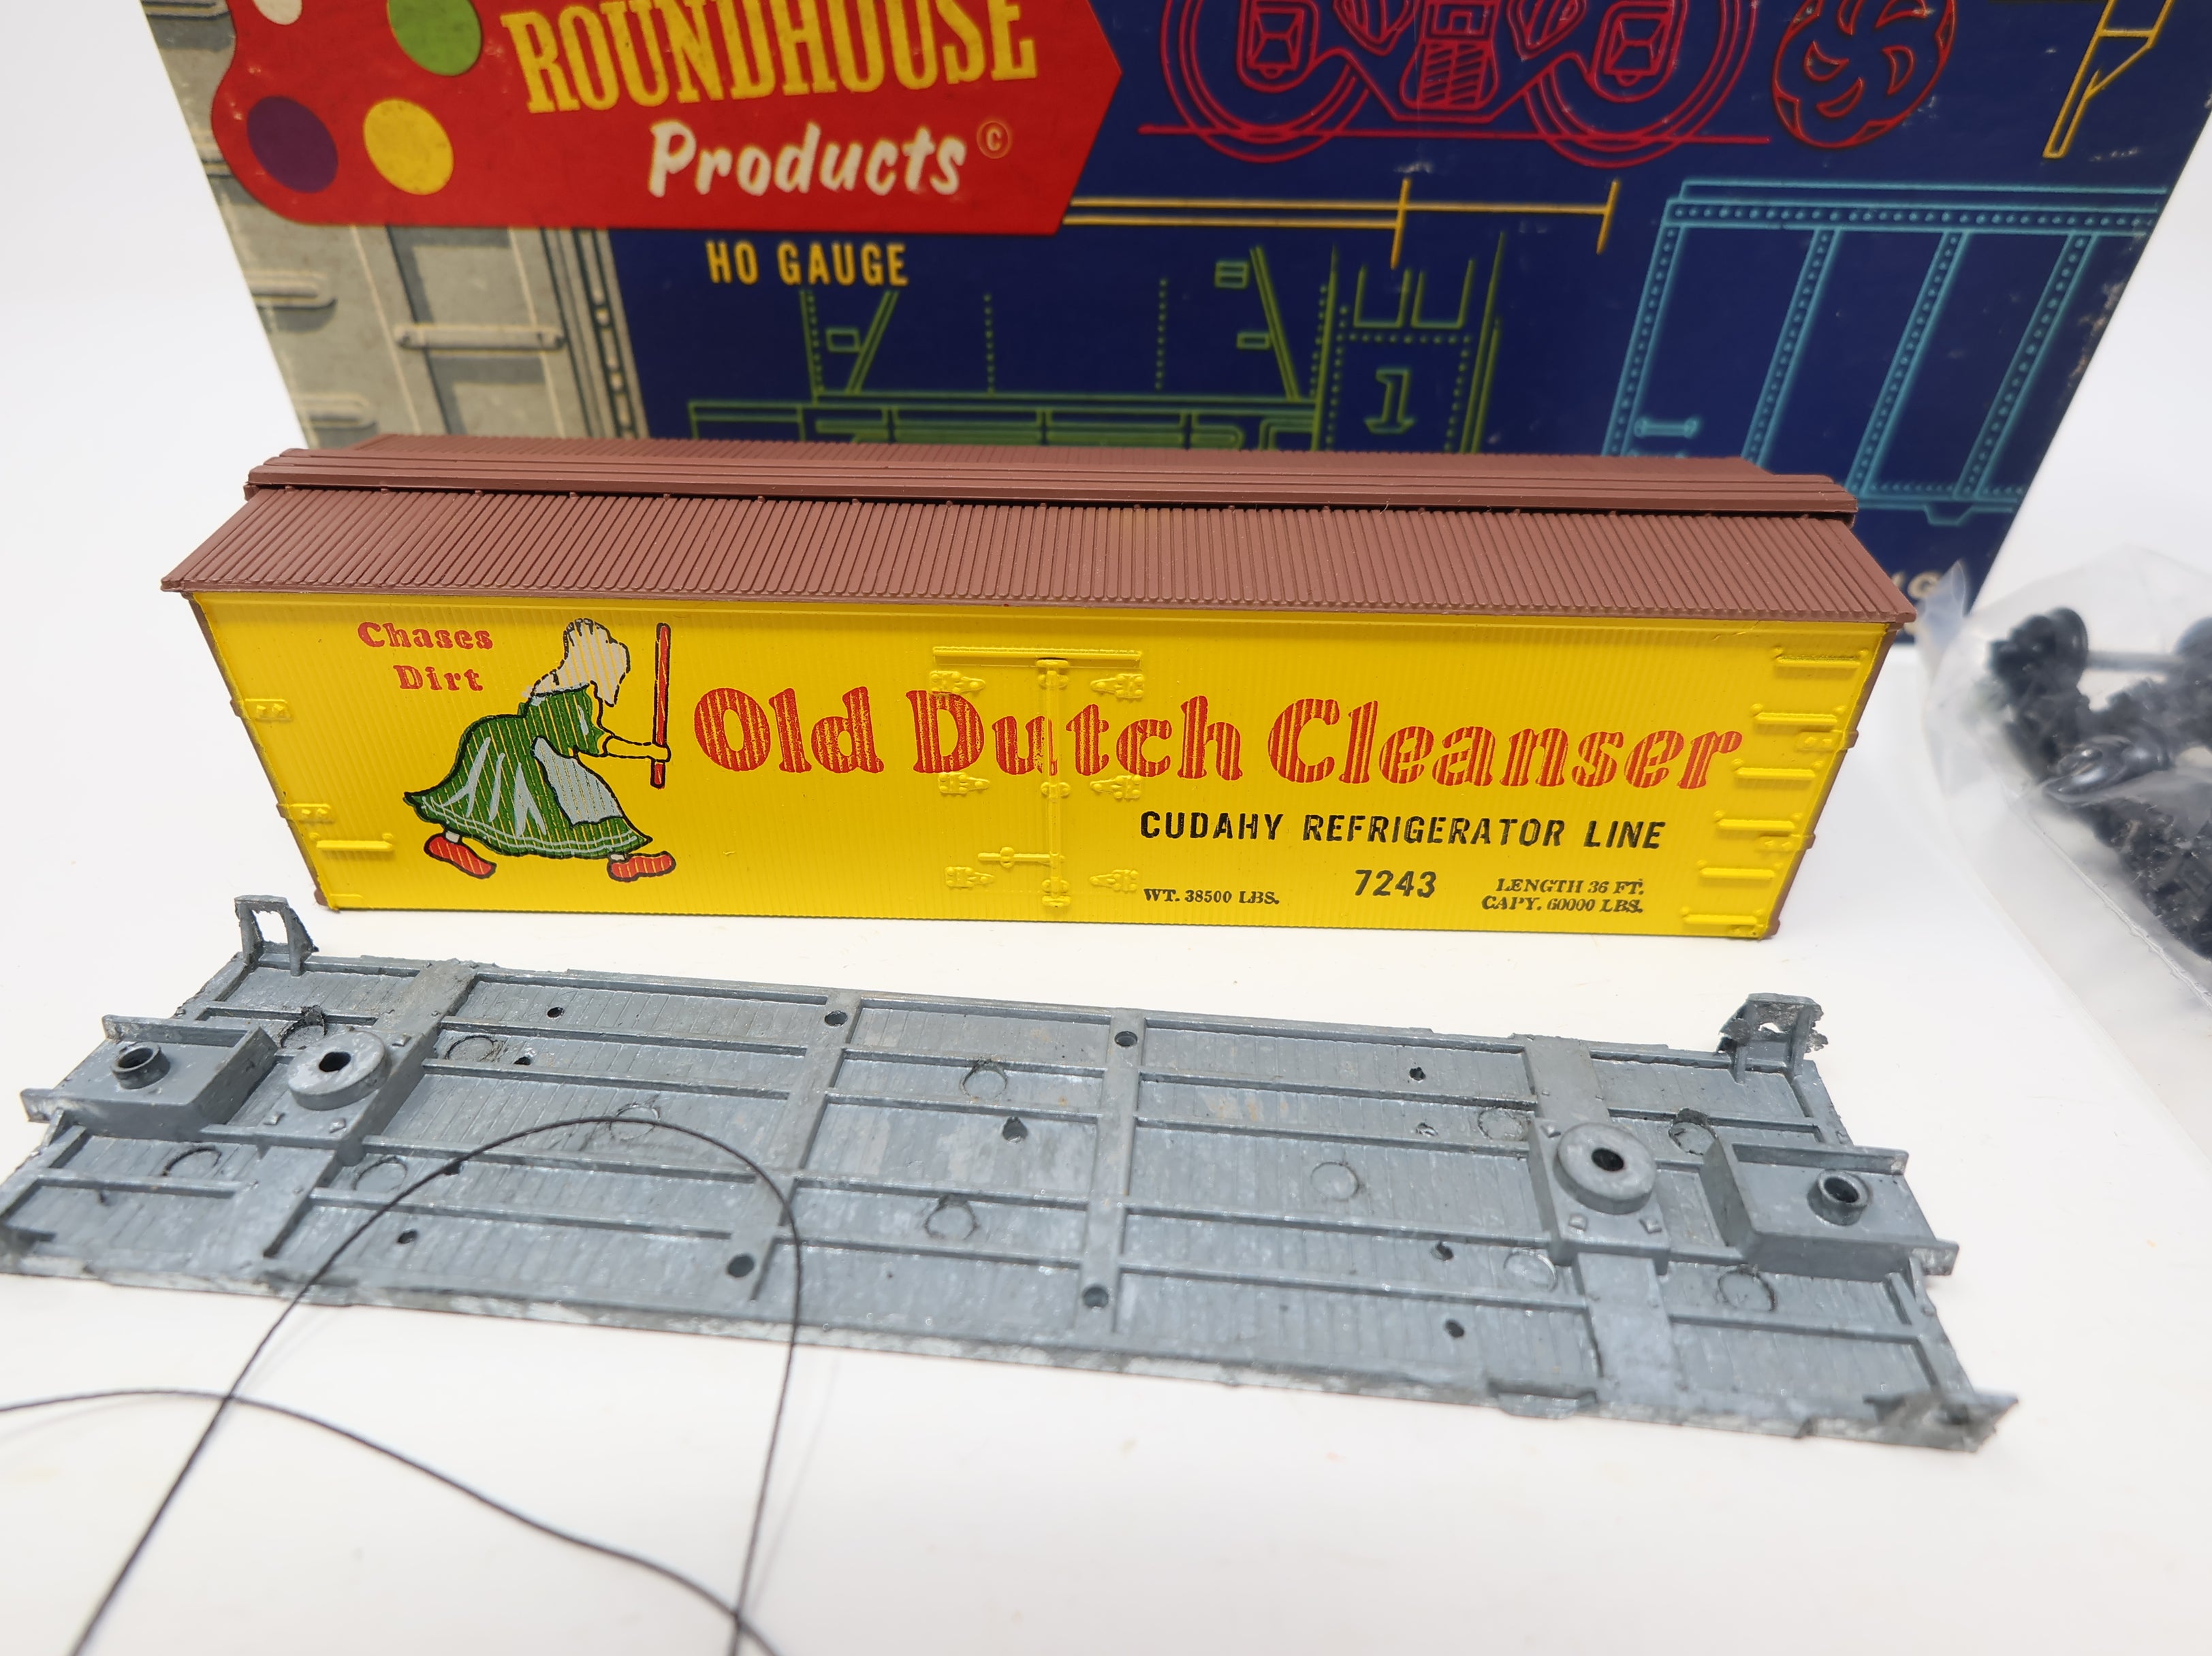 ROUNDHOUSE
Products ©
HO GAUGE
1
Chases
Dirt
Old Dutch Cleanser
CUDAHY REFRIGERATOR LINE
7243
WT. 38500 LBS.
LENGTH 36 FT.
CAPY. 60000 LBS.